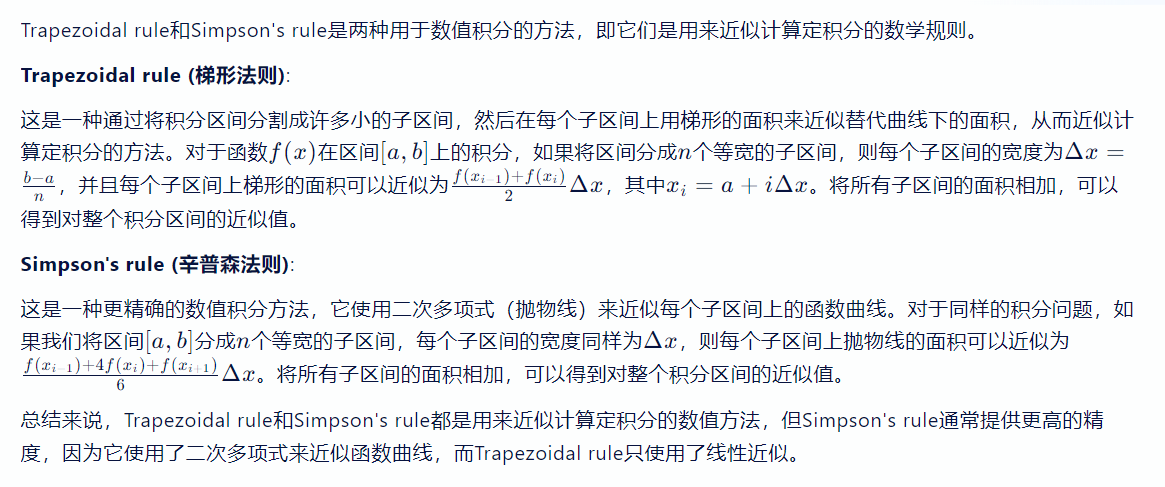 Trapezoidal rule和Simpson's rule是两种用于数值积分的方法，即它们是用来近似计算定积分的数学规则。
Trapezoidal rule (梯形法则):
这是一种通过将积分区间分割成许多小的子区间，然后在每个子区间上用梯形的面积来近似替代曲线下的面积，从而近似计
算定积分的方法。对于函数$f(x)$在区间$[a, b]$上的积分，如果将区间分成$n$个等宽的子区间，则每个子区间的宽度为$\Delta x =$
$\frac{b-a}{n}$，并且每个子区间上梯形的面积可以近似为$\frac{f(x_{i-1})+f(x_i)}{2}\Delta x$，其中$x_i = a + i\Delta x$。将所有子区间的面积相加，可以
得到对整个积分区间的近似值。
Simpson's rule (辛普森法则):
这是一种更精确的数值积分方法，它使用二次多项式（抛物线）来近似每个子区间上的函数曲线。对于同样的积分问题，如
果我们将区间$[a, b]$分成$n$个等宽的子区间，每个子区间的宽度同样为$\Delta x$，则每个子区间上抛物线的面积可以近似为
$\frac{f(x_{i-1})+4f(x_i)+f(x_{i+1})}{6}\Delta x$。将所有子区间的面积相加，可以得到对整个积分区间的近似值。
总结来说，Trapezoidal rule和Simpson's rule都是用来近似计算定积分的数值方法，但Simpson's rule通常提供更高的精
度，因为它使用了二次多项式来近似函数曲线，而Trapezoidal rule只使用了线性近似。